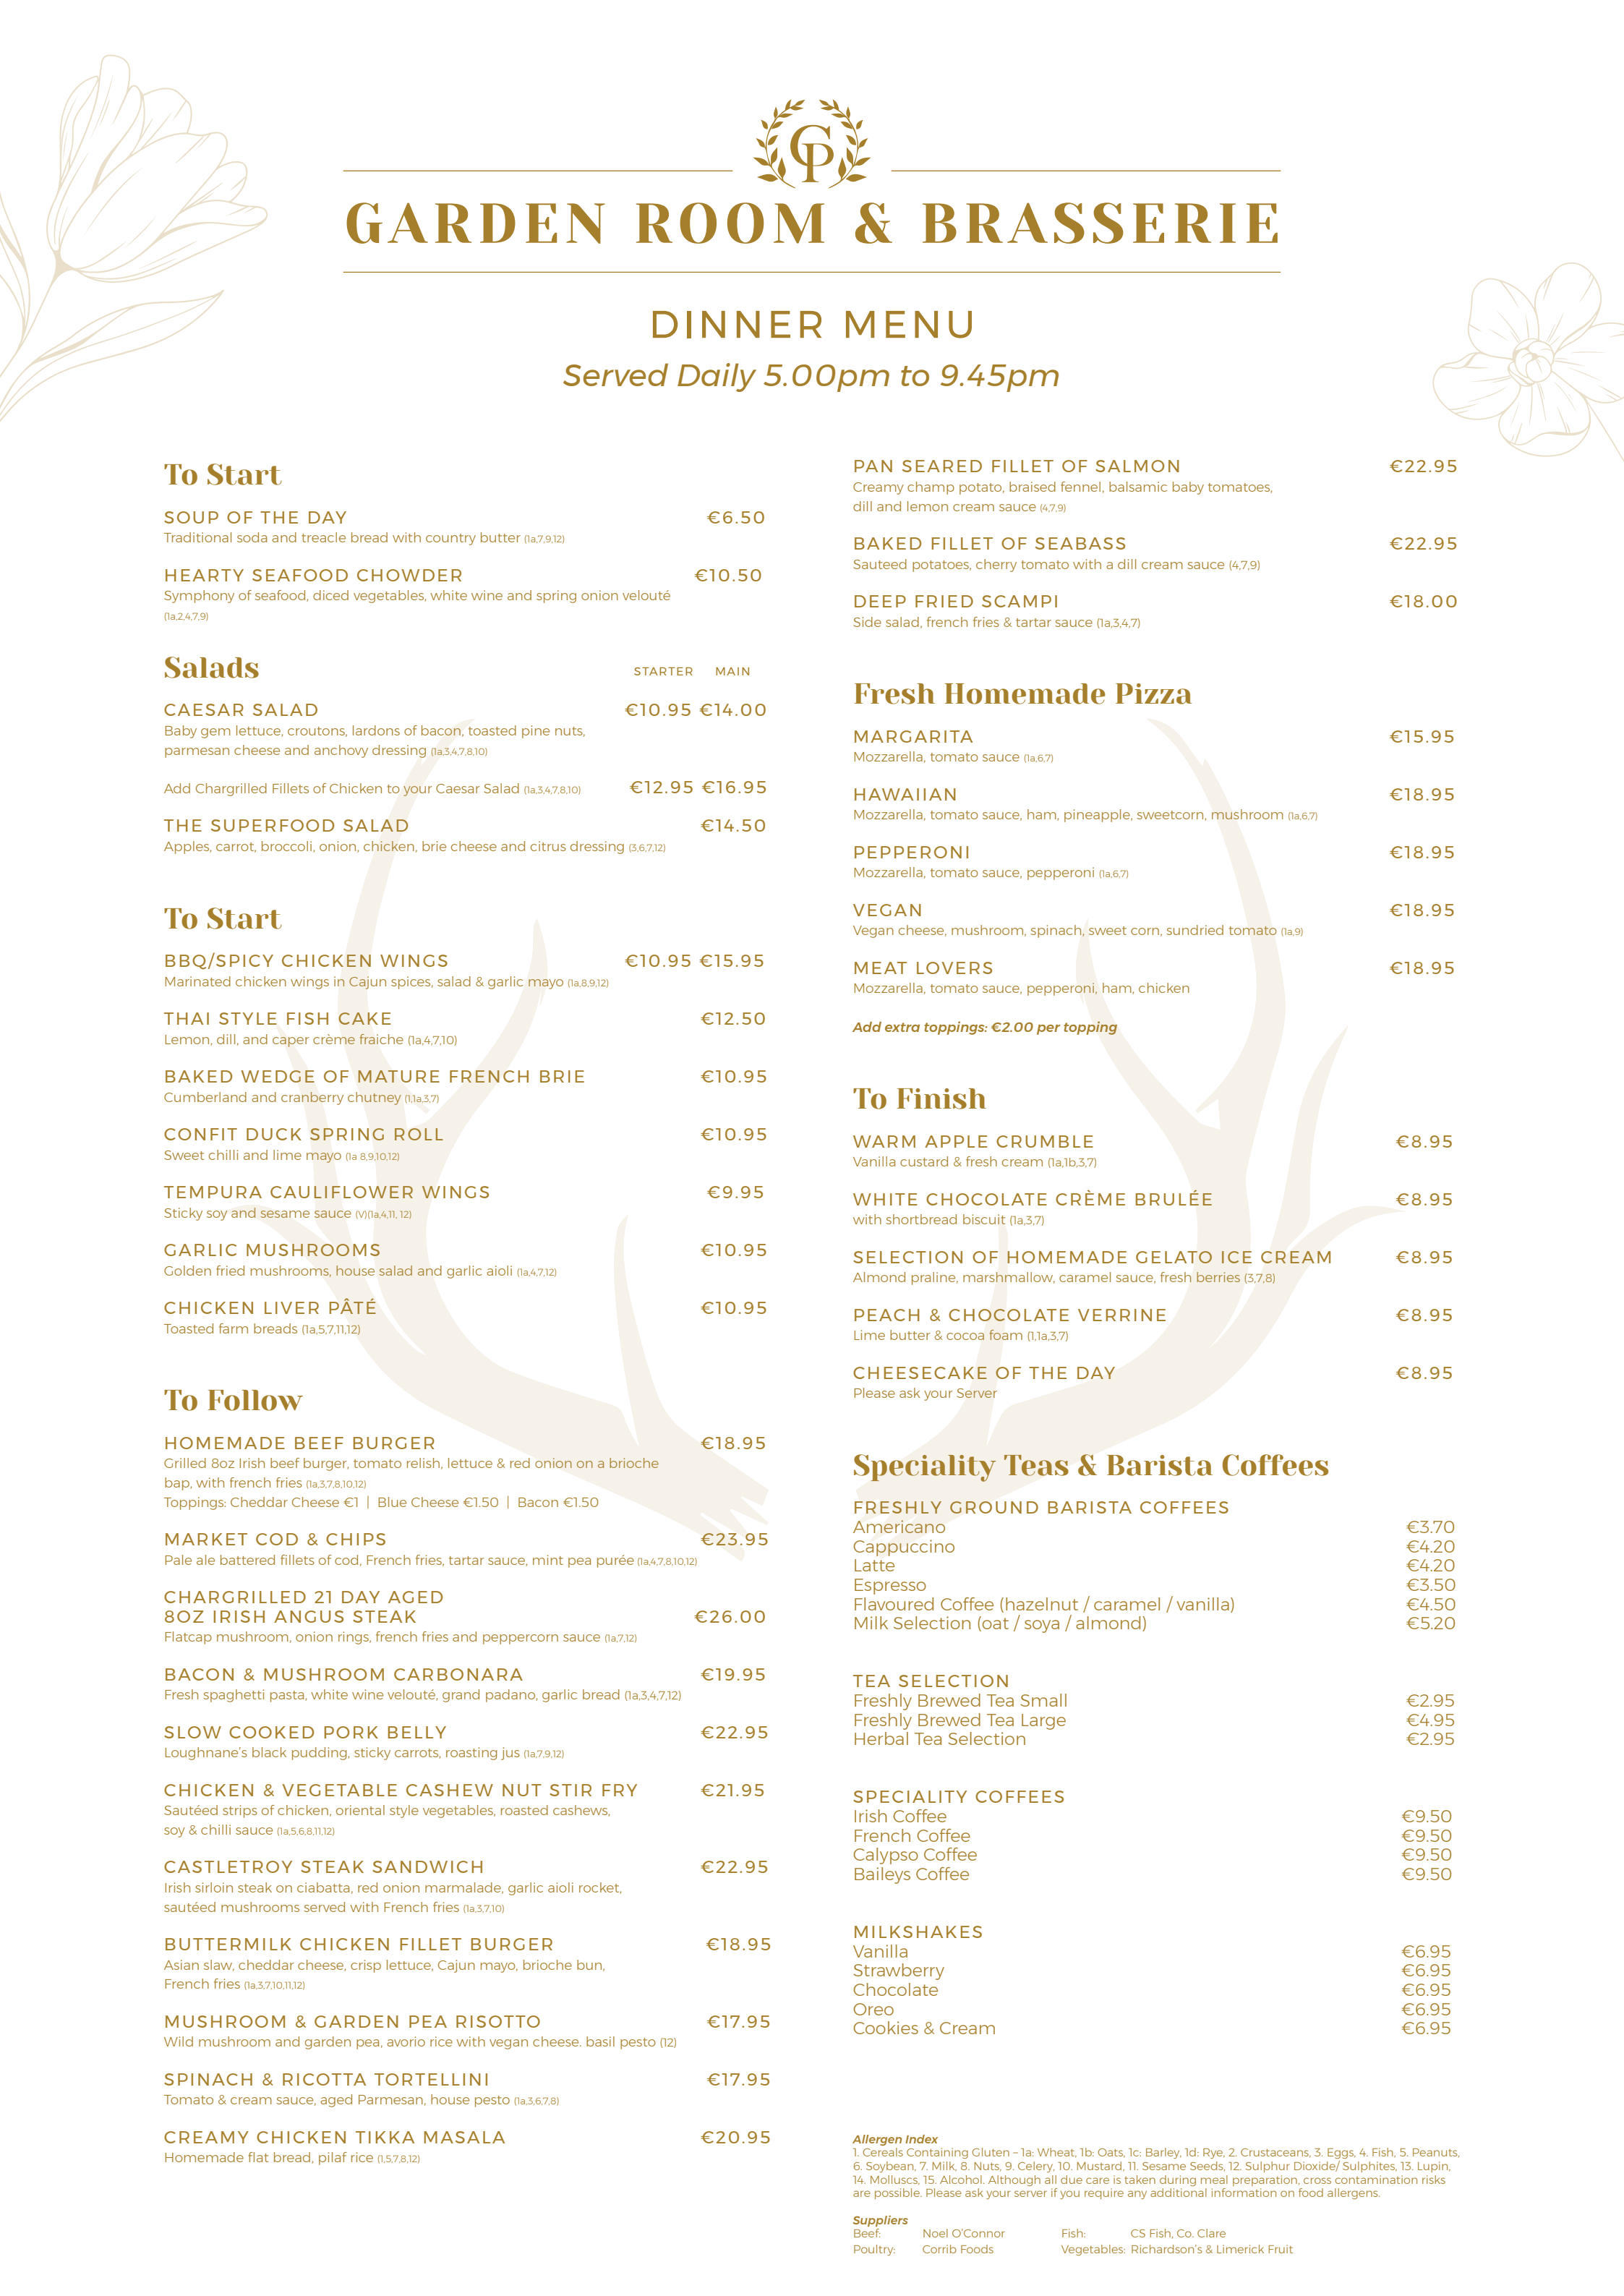 GP
GARDEN ROOM & BRASSERIE
DINNER MENU
Served Daily 5.00pm to 9.45pm
To Start
SOUP OF THE DAY €6.50
Traditional soda and treacle bread with country butter (1a,7,9,12)
HEARTY SEAFOOD CHOWDER €10.50
Symphony of seafood, diced vegetables, white wine and spring onion velouté
(1a,2,4,7,9)
Salads STARTER MAIN
CAESAR SALAD €10.95 €14.00
Baby gem lettuce, croutons, lardons of bacon, toasted pine nuts,
parmesan cheese and anchovy dressing (1a,3,4,7,8,10)
Add Chargrilled Fillets of Chicken to your Caesar Salad (1a,3,4,7,8,10) €12.95 €16.95
THE SUPERFOOD SALAD €14.50
Apples, carrot, broccoli, onion, chicken, brie cheese and citrus dressing (3,6,7,12)
To Start
BBQ/SPICY CHICKEN WINGS €10.95 €15.95
Marinated chicken wings in Cajun spices, salad & garlic mayo (1a,8,9,12)
THAI STYLE FISH CAKE €12.50
Lemon, dill, and caper crème fraiche (1a,4,7,10)
BAKED WEDGE OF MATURE FRENCH BRIE €10.95
Cumberland and cranberry chutney (1,1a,3,7)
CONFIT DUCK SPRING ROLL €10.95
Sweet chilli and lime mayo (1a 8,9,10,12)
TEMPURA CAULIFLOWER WINGS €9.95
Sticky soy and sesame sauce (V)(1a,4,11, 12)
GARLIC MUSHROOMS €10.95
Golden fried mushrooms, house salad and garlic aioli (1a,4,7,12)
CHICKEN LIVER PÂTÉ €10.95
Toasted farm breads (1a,5,7,11,12)
To Follow
HOMEMADE BEEF BURGER €18.95
Grilled 8oz Irish beef burger, tomato relish, lettuce & red onion on a brioche
bap, with french fries (1a,3,7,8,10,12)
Toppings: Cheddar Cheese €1 | Blue Cheese €1.50 | Bacon €1.50
MARKET COD & CHIPS €23.95
Pale ale battered fillets of cod, French fries, tartar sauce, mint pea purée (1a,4,7,8,10,12)
CHARGRILLED 21 DAY AGED
8OZ IRISH ANGUS STEAK €26.00
Flatcap mushroom, onion rings, french fries and peppercorn sauce (1a,7,12)
BACON & MUSHROOM CARBONARA €19.95
Fresh spaghetti pasta, white wine velouté, grand padano, garlic bread (1a,3,4,7,12)
SLOW COOKED PORK BELLY €22.95
Loughnane's black pudding, sticky carrots, roasting jus (1a,7,9,12)
CHICKEN & VEGETABLE CASHEW NUT STIR FRY €21.95
Sautéed strips of chicken, oriental style vegetables, roasted cashews,
soy & chilli sauce (1a,5,6,8,11,12)
CASTLETROY STEAK SANDWICH €22.95
Irish sirloin steak on ciabatta, red onion marmalade, garlic aioli rocket,
sautéed mushrooms served with French fries (1a,3,7,10)
BUTTERMILK CHICKEN FILLET BURGER €18.95
Asian slaw, cheddar cheese, crisp lettuce, Cajun mayo, brioche bun,
French fries (1a,3,7,10,11,12)
MUSHROOM & GARDEN PEA RISOTTO €17.95
Wild mushroom and garden pea, avorio rice with vegan cheese. basil pesto (12)
SPINACH & RICOTTA TORTELLINI €17.95
Tomato & cream sauce, aged Parmesan, house pesto (1a,3,6,7,8)
CREAMY CHICKEN TIKKA MASALA €20.95
Homemade flat bread, pilaf rice (1,5,7,8,12)
PAN SEARED FILLET OF SALMON €22.95
Creamy champ potato, braised fennel, balsamic baby tomatoes,
dill and lemon cream sauce (4,7,9)
BAKED FILLET OF SEABASS €22.95
Sauteed potatoes, cherry tomato with a dill cream sauce (4,7,9)
DEEP FRIED SCAMPI €18.00
Side salad, french fries & tartar sauce (1a,3,4,7)
Fresh Homemade Pizza
MARGARITA €15.95
Mozzarella, tomato sauce (1a,6,7)
HAWAIIAN €18.95
Mozzarella, tomato sauce, ham, pineapple, sweetcorn, mushroom (1a,6,7)
PEPPERONI €18.95
Mozzarella, tomato sauce, pepperoni (1a,6,7)
VEGAN €18.95
Vegan cheese, mushroom, spinach, sweet corn, sundried tomato (1a,9)
MEAT LOVERS €18.95
Mozzarella, tomato sauce, pepperoni, ham, chicken
Add extra toppings: €2.00 per topping
To Finish
WARM APPLE CRUMBLE €8.95
Vanilla custard & fresh cream (1a,1b,3,7)
WHITE CHOCOLATE CRÈME BRULÉE €8.95
with shortbread biscuit (1a,3,7)
SELECTION OF HOMEMADE GELATO ICE CREAM €8.95
Almond praline, marshmallow, caramel sauce, fresh berries (3,7,8)
PEACH & CHOCOLATE VERRINE €8.95
Lime butter & cocoa foam (1,1a,3,7)
CHEESECAKE OF THE DAY €8.95
Please ask your Server
Speciality Teas & Barista Coffees
FRESHLY GROUND BARISTA COFFEES
Americano €3.70
Cappuccino €4.20
Latte €4.20
Espresso €3.50
Flavoured Coffee (hazelnut / caramel / vanilla) €4.50
Milk Selection (oat / soya / almond) €5.20
TEA SELECTION
Freshly Brewed Tea Small €2.95
Freshly Brewed Tea Large €4.95
Herbal Tea Selection €2.95
SPECIALITY COFFEES
Irish Coffee €9.50
French Coffee €9.50
Calypso Coffee €9.50
Baileys Coffee €9.50
MILKSHAKES
Vanilla €6.95
Strawberry €6.95
Chocolate €6.95
Oreo €6.95
Cookies & Cream €6.95
Allergen Index
1. Cereals Containing Gluten – 1a: Wheat, 1b: Oats, 1c: Barley, 1d: Rye, 2. Crustaceans, 3. Eggs, 4. Fish, 5. Peanuts,
6. Soybean, 7. Milk, 8. Nuts, 9. Celery, 10. Mustard, 11. Sesame Seeds, 12. Sulphur Dioxide/ Sulphites, 13. Lupin,
14. Molluscs, 15. Alcohol. Although all due care is taken during meal preparation, cross contamination risks
are possible. Please ask your server if you require any additional information on food allergens.
Suppliers
Beef: Noel O'Connor Fish: CS Fish, Co. Clare
Poultry: Corrib Foods Vegetables: Richardson's & Limerick Fruit